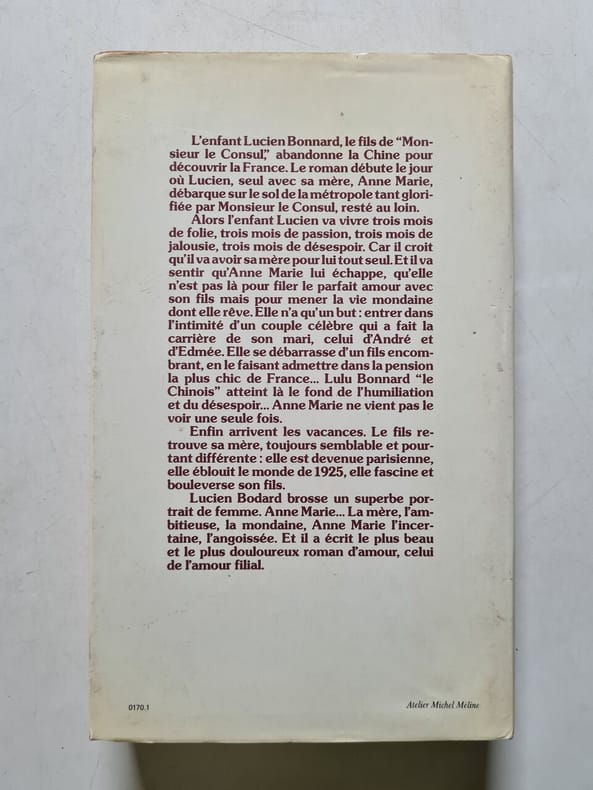 L'enfant Lucien Bonnard, le fils de "Mon-
sieur le Consul," abandonne la Chine pour
découvrir la France. Le roman débute le jour
où Lucien, seul avec sa mère, Anne Marie,
débarque sur le sol de la métropole tant glori-
fiée par Monsieur le Consul, resté au loin.
Alors l'enfant Lucien va vivre trois mois
de folie, trois mois de passion, trois mois de
jalousie, trois mois de désespoir. Car il croit
qu'il va avoir sa mère pour lui tout seul. Et il va
sentir qu'Anne Marie lui échappe, qu'elle
n'est pas là pour filer le parfait amour avec
son fils mais pour mener la vie mondaine
dont elle rêve. Elle n'a qu'un but : entrer dans
l'intimité d'un couple célèbre qui a fait la
carrière de son mari, celui d'André et
d'Edmée. Elle se débarrasse d'un fils encom-
brant, en le faisant admettre dans la pension
la plus chic de France... Lulu Bonnard "le
Chinois" atteint là le fond de l'humiliation
et du désespoir... Anne Marie ne vient pas le
voir une seule fois.
Enfin arrivent les vacances. Le fils re-
trouve sa mère, toujours semblable et pour-
tant différente : elle est devenue parisienne,
elle éblouit le monde de 1925, elle fascine et
bouleverse son fils.
Lucien Bodard brosse un superbe por-
trait de femme. Anne Marie... La mère, l'am-
bitieuse, la mondaine, Anne Marie l'incer-
taine, l'angoissée. Et il a écrit le plus beau
et le plus douloureux roman d'amour, celui
de l'amour filial.
0170.1
Atelier Michel Méline